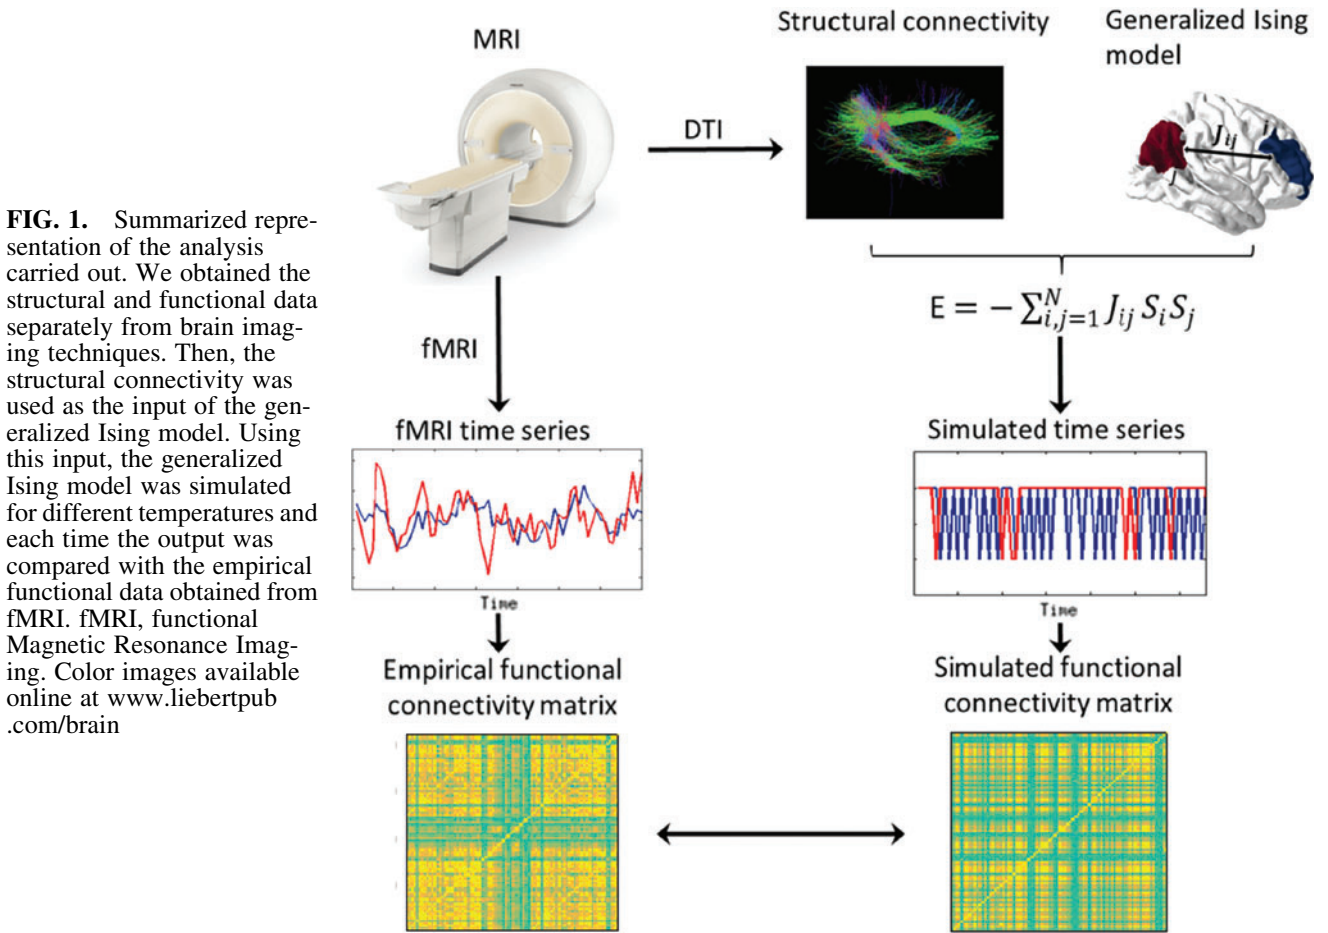 FIG. 1. Summarized repre-
sentation of the analysis
carried out. We obtained the
structural and functional data
separately from brain imag-
ing techniques. Then, the
structural connectivity was
used as the input of the gen-
eralized Ising model. Using
this input, the generalized
Ising model was simulated
for different temperatures and
each time the output was
compared with the empirical
functional data obtained from
fMRI. fMRI, functional
Magnetic Resonance Imag-
ing. Color images available
online at www.liebertpub
.com/brain
MRI
DTI
Structural connectivity
Generalized Ising
model
i
J_{ij}
j
E = − ∑_{i,j=1}^{N} J_{ij} S_i S_j
fMRI
fMRI time series
Time
Simulated time series
Time
Empirical functional
connectivity matrix
Simulated functional
connectivity matrix